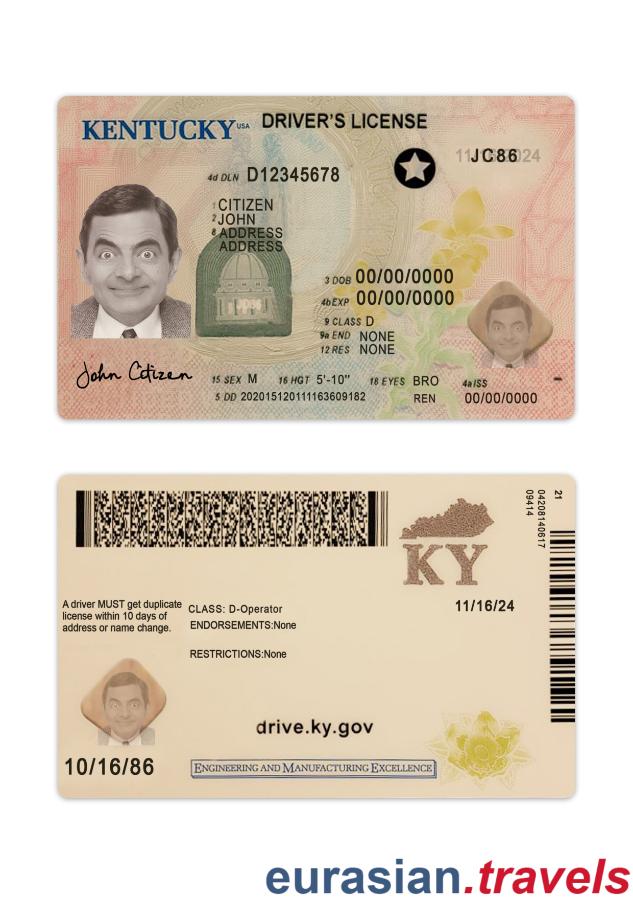 KENTUCKY USA DRIVER'S LICENSE
JC86
4d DLN D12345678
1 CITIZEN
2 JOHN
8 ADDRESS
ADDRESS
3 DOB 00/00/0000
4b EXP 00/00/0000
9 CLASS D
9a END NONE
12 RES NONE
John Citizen
15 SEX M 16 HGT 5'-10" 18 EYES BRO 4a ISS
5 DD 202015120111163609182 REN 00/00/0000
KY
21
04208140617
09414
11/16/24
A driver MUST get duplicate
license within 10 days of
address or name change.
CLASS: D-Operator
ENDORSEMENTS:None
RESTRICTIONS:None
drive.ky.gov
10/16/86
ENGINEERING AND MANUFACTURING EXCELLENCE
eurasian.travels